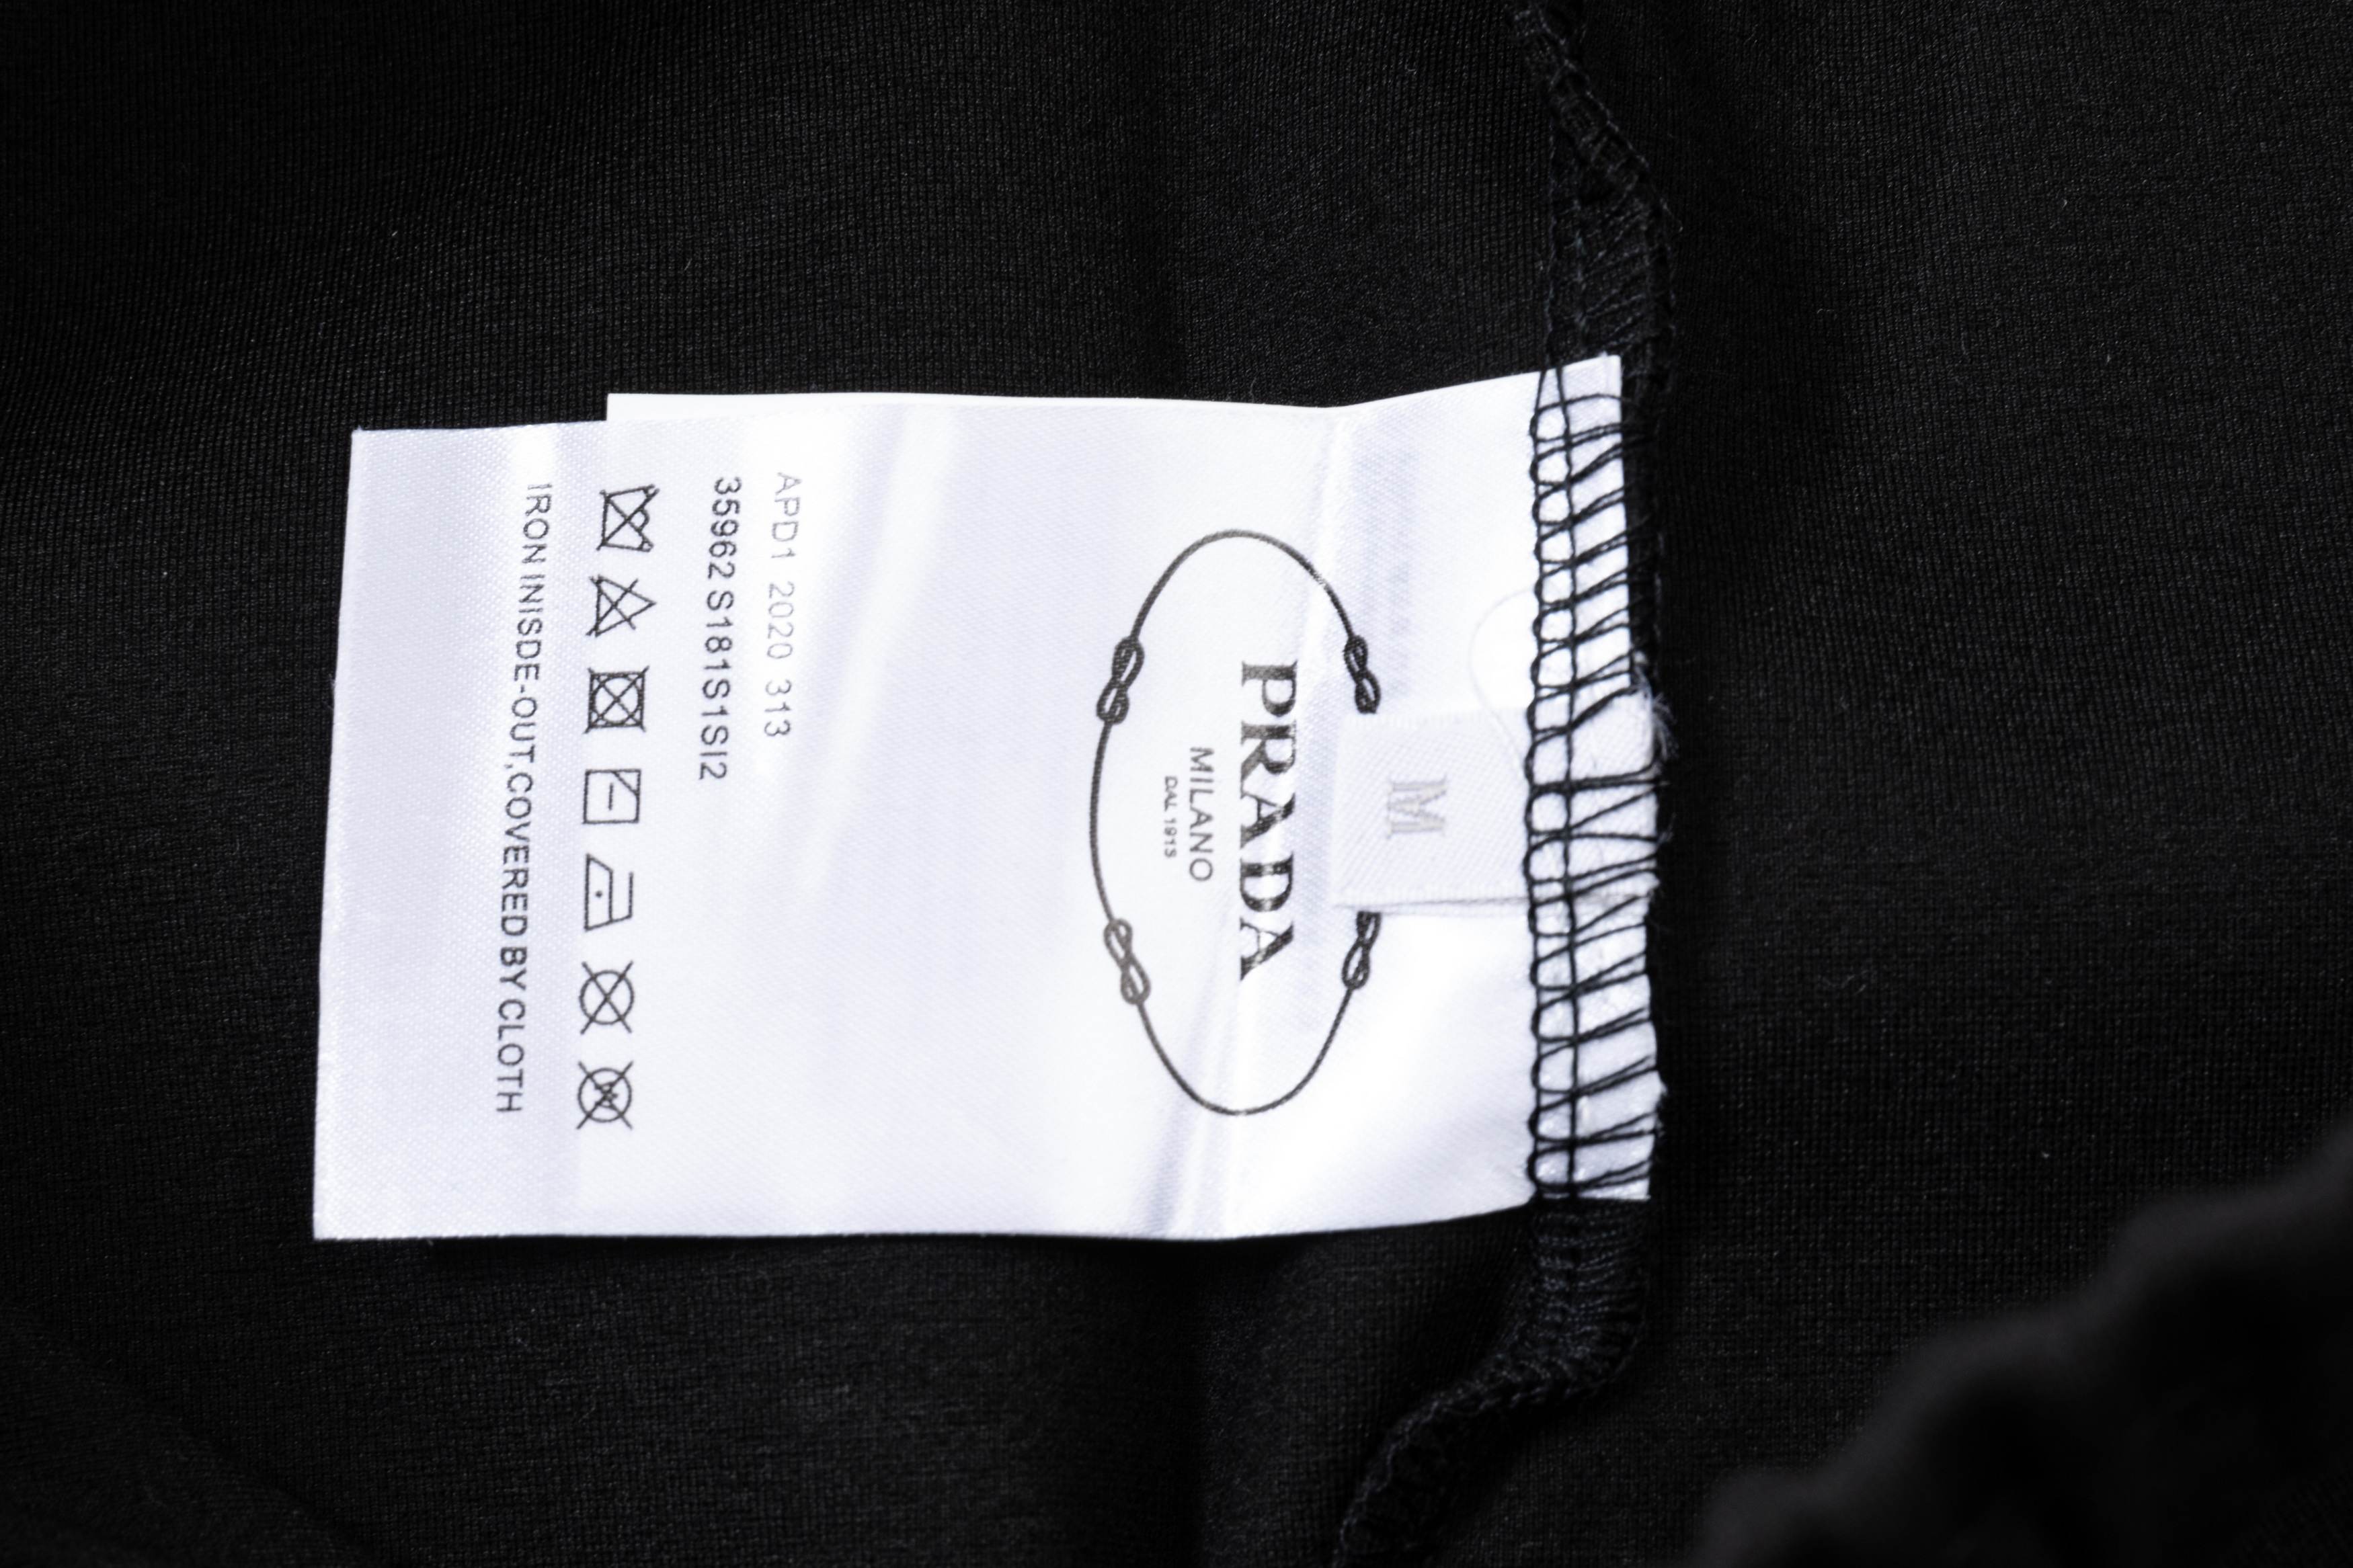 M
PRADA
MILANO
DAL 1913
APD1 2020 313
35962 S181S1SI2
IRON INISDE-OUT,COVERED BY CLOTH